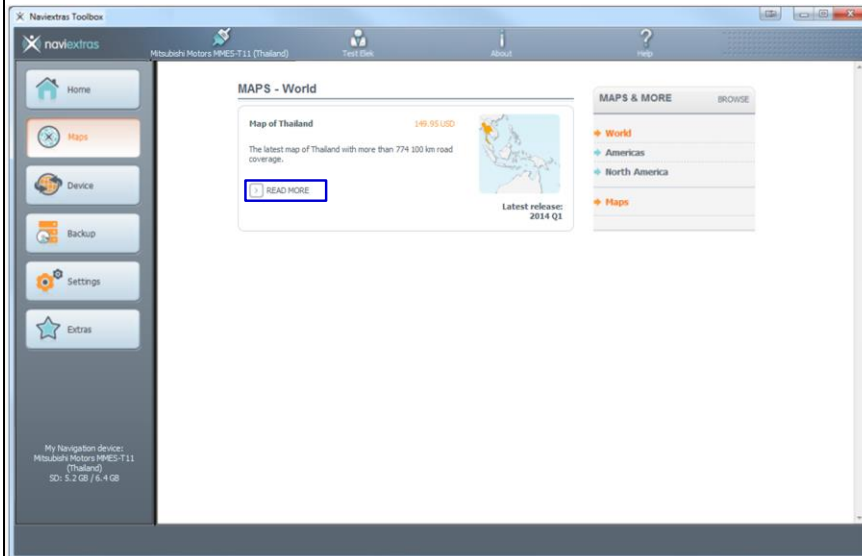 Naviextras Toolbox
naviextras
Mitsubishi Motors MMES-T11 (Thailand)
Test Elek
About
Help
Home
Maps
Device
Backup
Settings
Extras
My Navigation device:
Mitsubishi Motors MMES-T11
(Thailand)
SD: 5.2 GB / 6.4 GB
MAPS - World
Map of Thailand 149.95 USD
The latest map of Thailand with more than 774 100 km road
coverage.
READ MORE
Latest release:
2014 Q1
MAPS & MORE BROWSE
World
Americas
North America
Maps